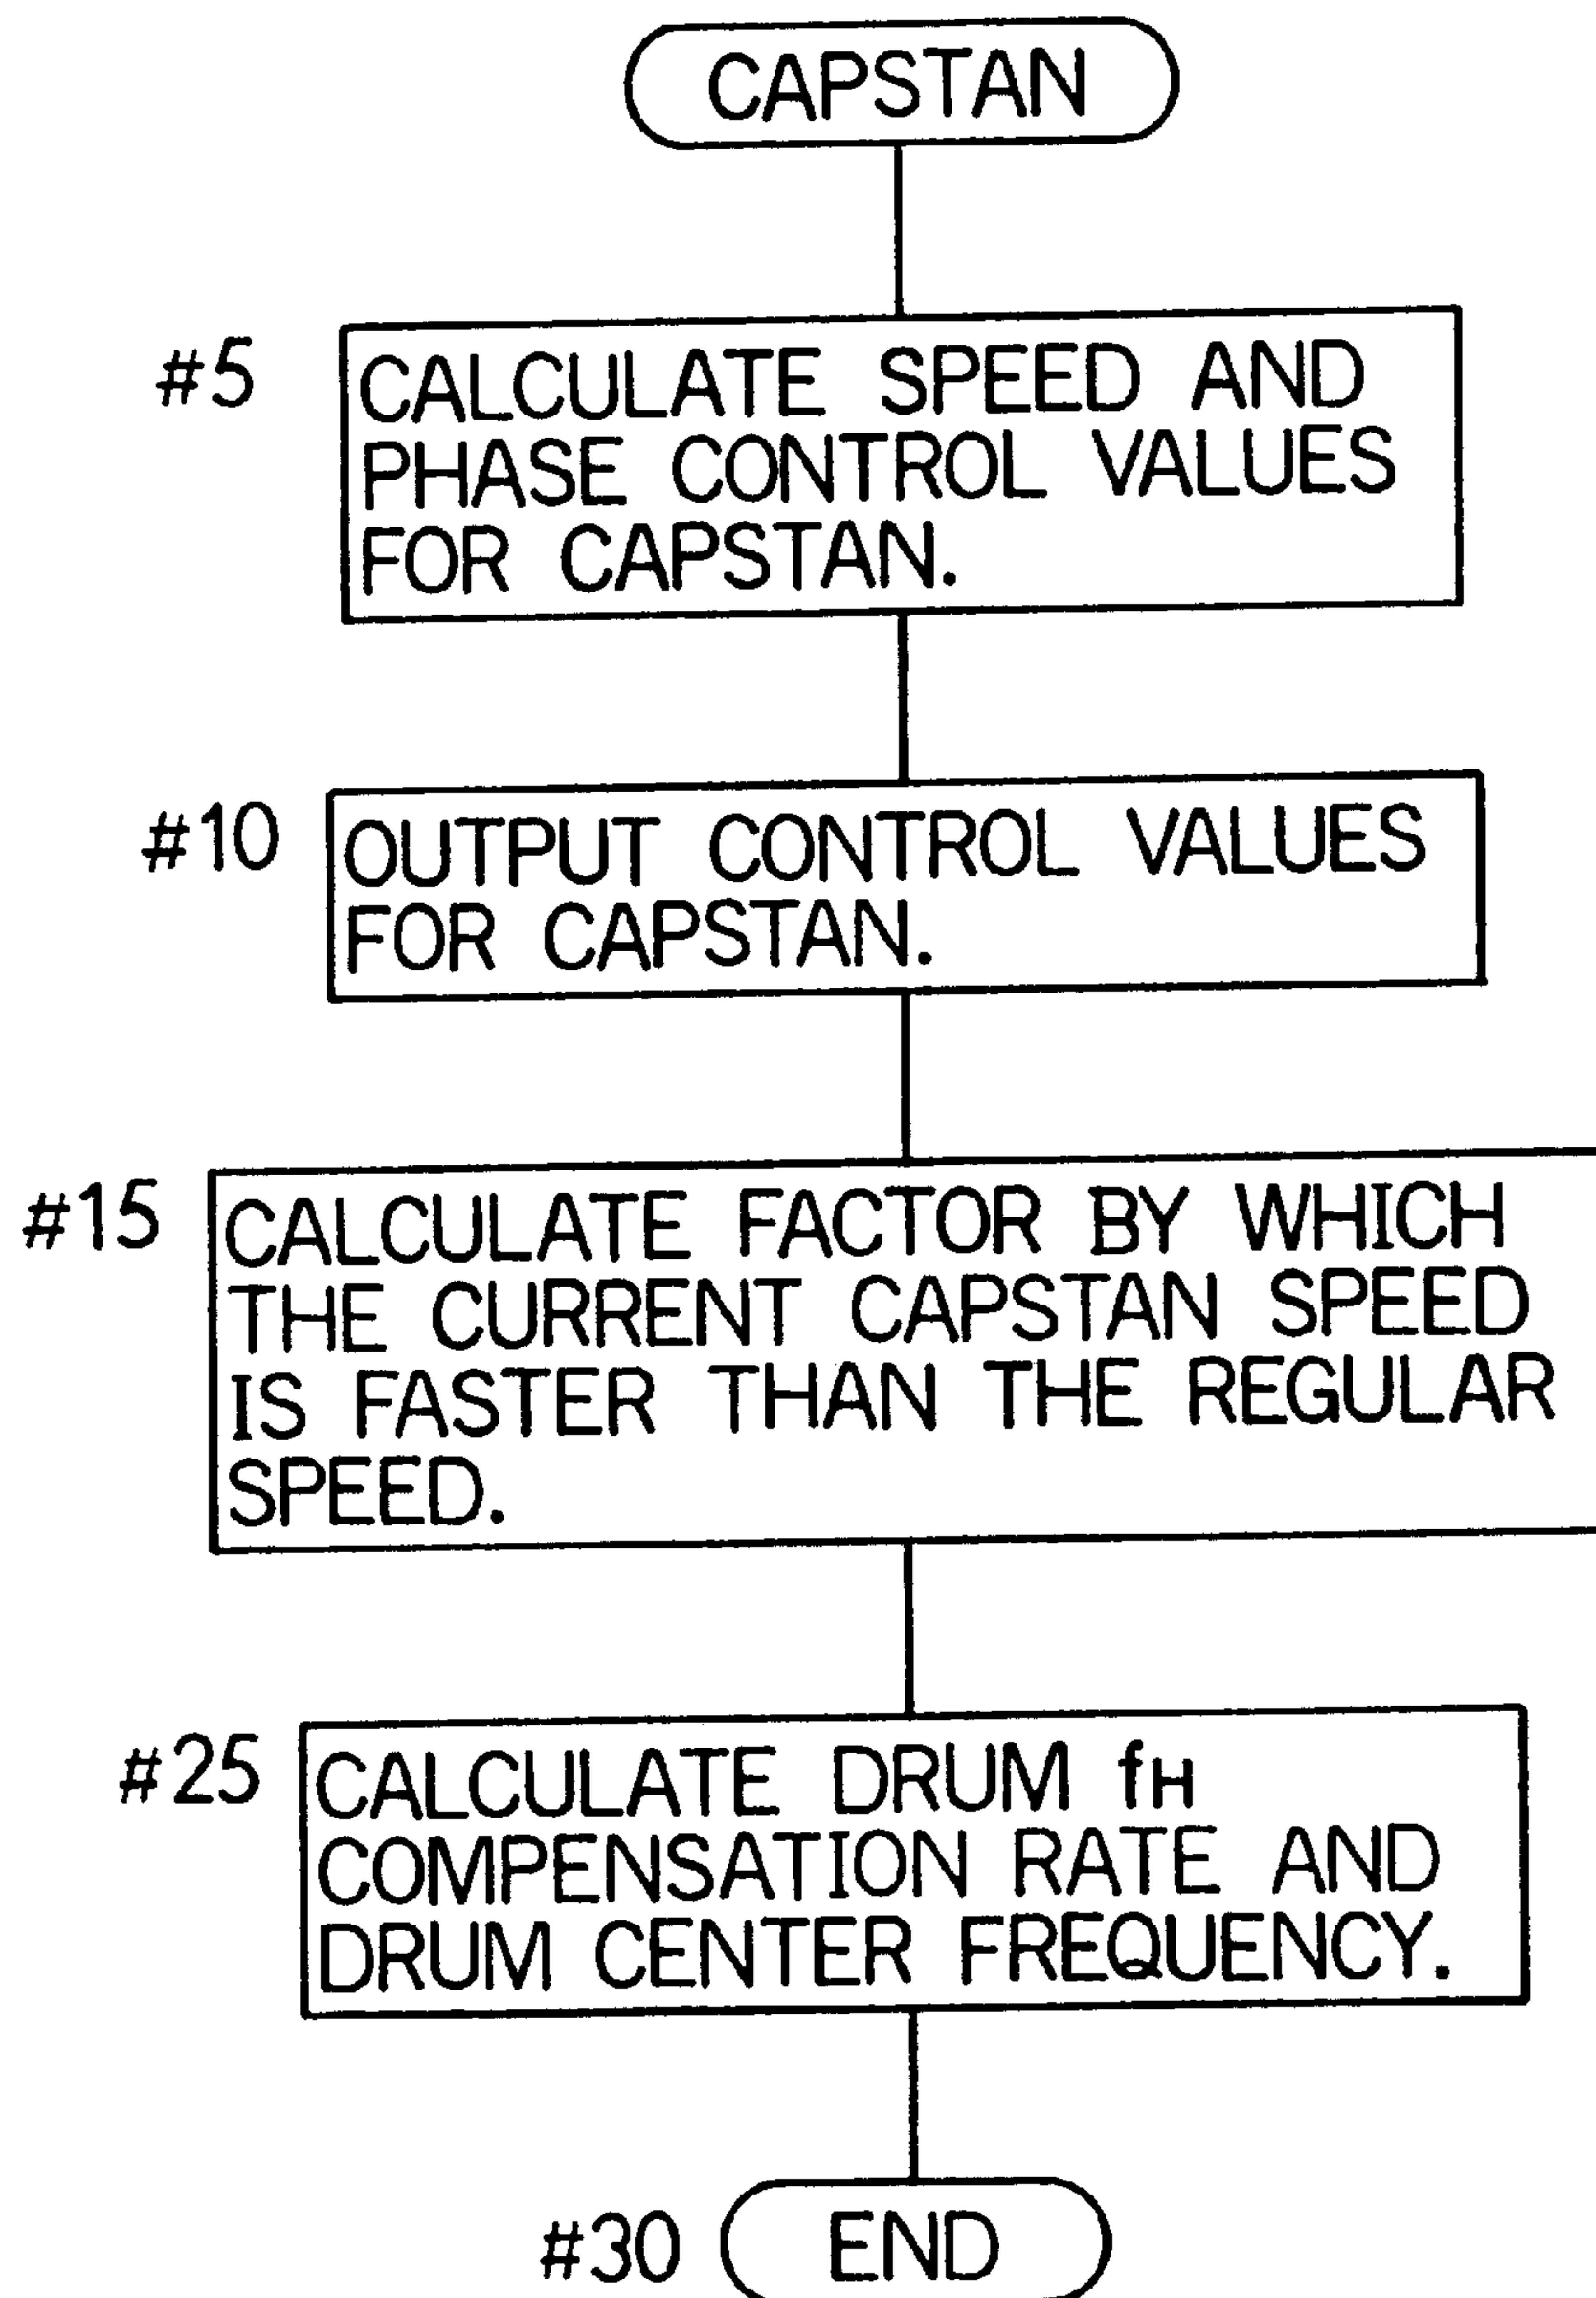 CAPSTAN
#5
CALCULATE SPEED AND
PHASE CONTROL VALUES
FOR CAPSTAN.
#10
OUTPUT CONTROL VALUES
FOR CAPSTAN.
#15
CALCULATE FACTOR BY WHICH
THE CURRENT CAPSTAN SPEED
IS FASTER THAN THE REGULAR
SPEED.
#25
CALCULATE DRUM fH
COMPENSATION RATE AND
DRUM CENTER FREQUENCY.
#30
END